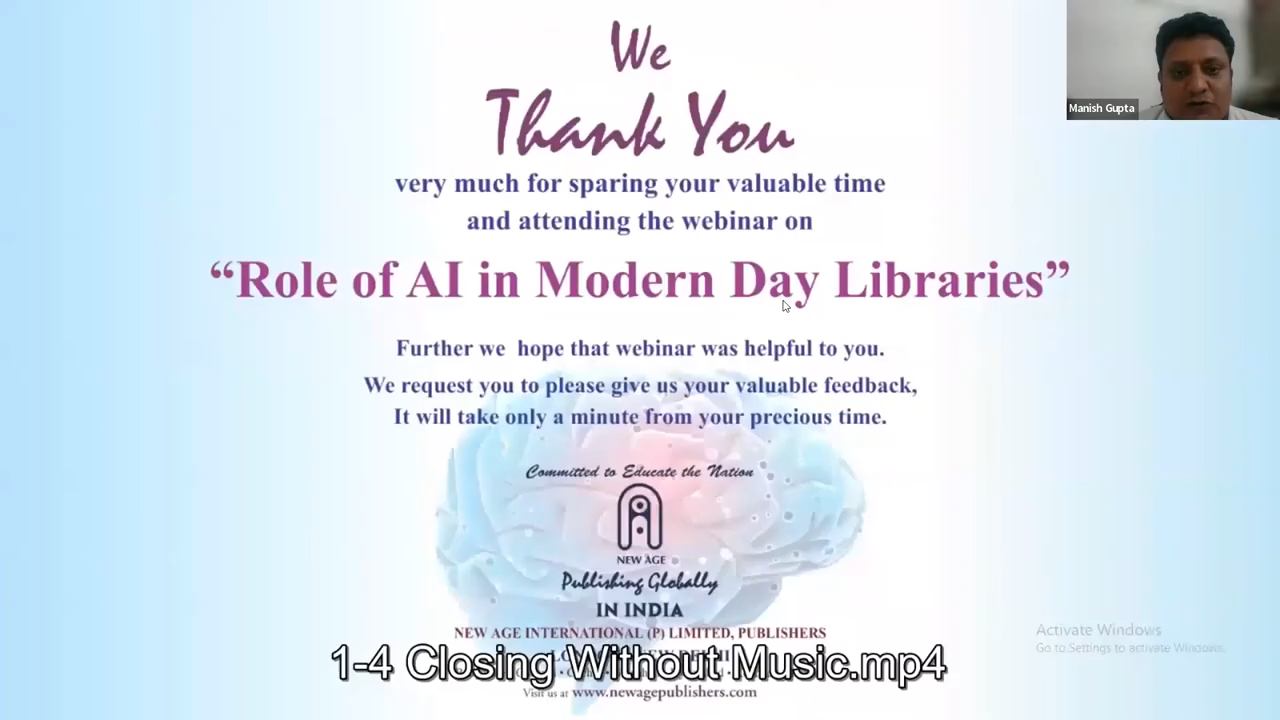 We
Thank You
Manish Gupta
very much for sparing your valuable time
and attending the webinar on
“Role of AI in Modern Day Libraries”
Further we hope that webinar was helpful to you.
We request you to please give us your valuable feedback,
It will take only a minute from your precious time.
Committed to Educate the Nation
NEW AGE
Publishing Globally
IN INDIA
NEW AGE INTERNATIONAL (P) LIMITED, PUBLISHERS
Activate Windows
Go to Settings to activate Windows.
1-4 Closing Without Music.mp4
Visit us at www.newagepublishers.com